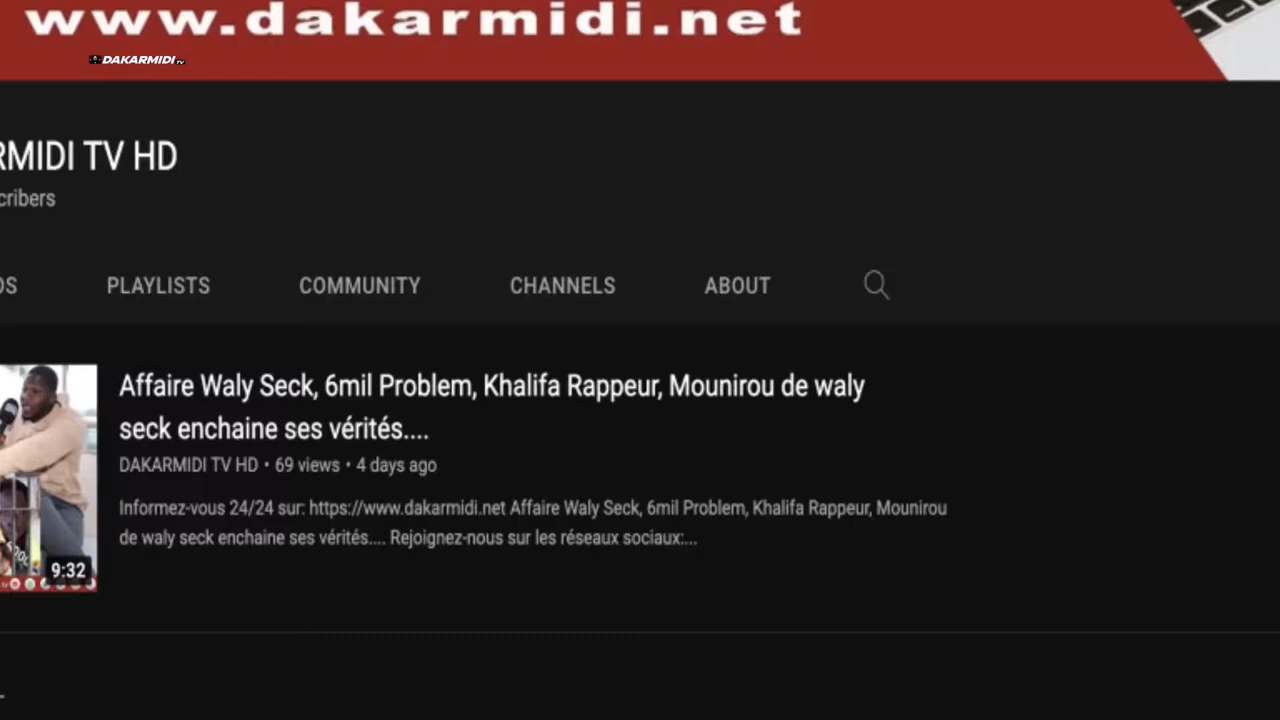 www.dakarmidi.net
DAKARMIDI TV
RMIDI TV HD
cribers
PLAYLISTS
COMMUNITY
CHANNELS
ABOUT
Affaire Waly Seck, 6mil Problem, Khalifa Rappeur, Mounirou de waly
seck enchaine ses vérités....
DAKARMIDI TV HD • 69 views • 4 days ago
Informez-vous 24/24 sur: https://www.dakarmidi.net Affaire Waly Seck, 6mil Problem, Khalifa Rappeur, Mounirou
de waly seck enchaine ses vérités.... Rejoignez-nous sur les réseaux sociaux:...
9:32